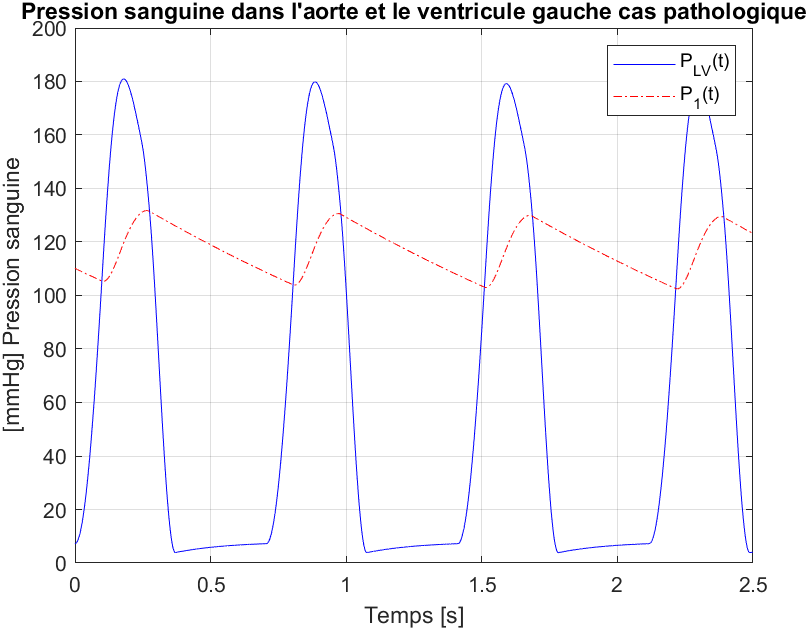 Pression sanguine dans l'aorte et le ventricule gauche cas pathologique
200
180
160
140
120
100
80
60
40
20
0
[mmHg] Pression sanguine
P_LV(t)
P_1(t)
0 0.5 1 1.5 2 2.5
Temps [s]